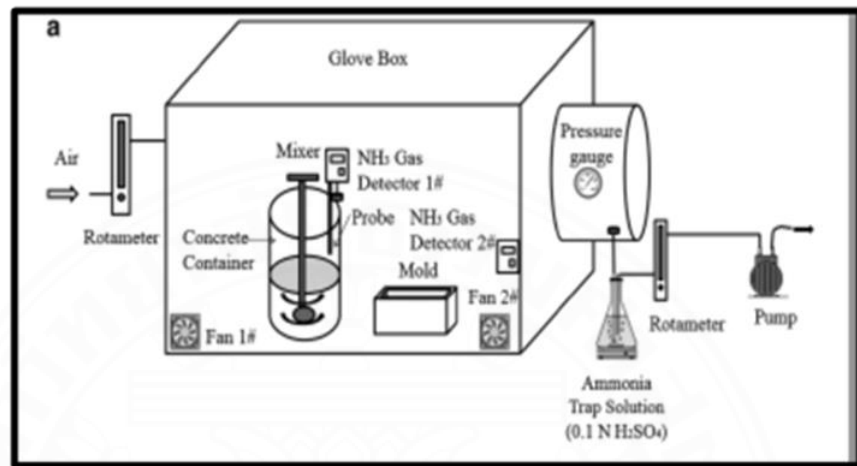 a
Glove Box
Pressure
gauge
Mixer
NH₃ Gas
Detector 1#
Air
Probe
NH₃ Gas
Detector 2#
Rotameter
Concrete
Container
Mold
Fan 2#
Fan 1#
Rotameter
Pump
Ammonia
Trap Solution
(0.1 N H₂SO₄)